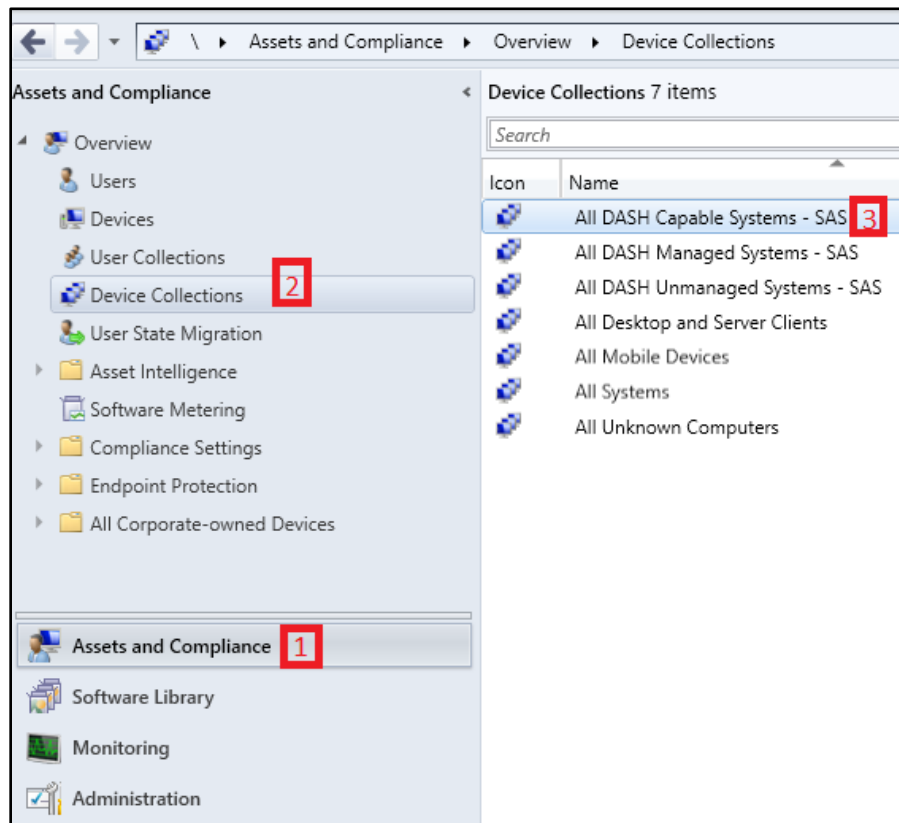 \ Assets and Compliance Overview Device Collections
Assets and Compliance
Overview
Users
Devices
User Collections
Device Collections 2
User State Migration
Asset Intelligence
Software Metering
Compliance Settings
Endpoint Protection
All Corporate-owned Devices
Assets and Compliance 1
Software Library
Monitoring
Administration
Device Collections 7 items
Search
Icon Name
All DASH Capable Systems - SAS 3
All DASH Managed Systems - SAS
All DASH Unmanaged Systems - SAS
All Desktop and Server Clients
All Mobile Devices
All Systems
All Unknown Computers